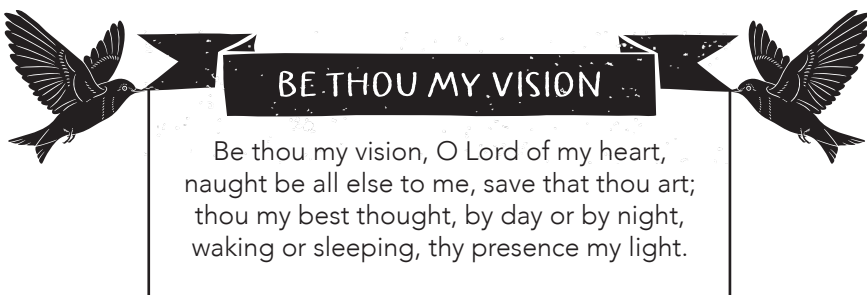 BE THOU MY VISION
Be thou my vision, O Lord of my heart,
naught be all else to me, save that thou art;
thou my best thought, by day or by night,
waking or sleeping, thy presence my light.